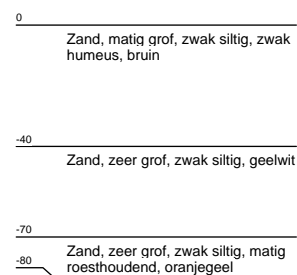 0
Zand, matig grof, zwak siltig, zwak
humeus, bruin
-40
Zand, zeer grof, zwak siltig, geelwit
-70
Zand, zeer grof, zwak siltig, matig
roesthoudend, oranjegeel
-80